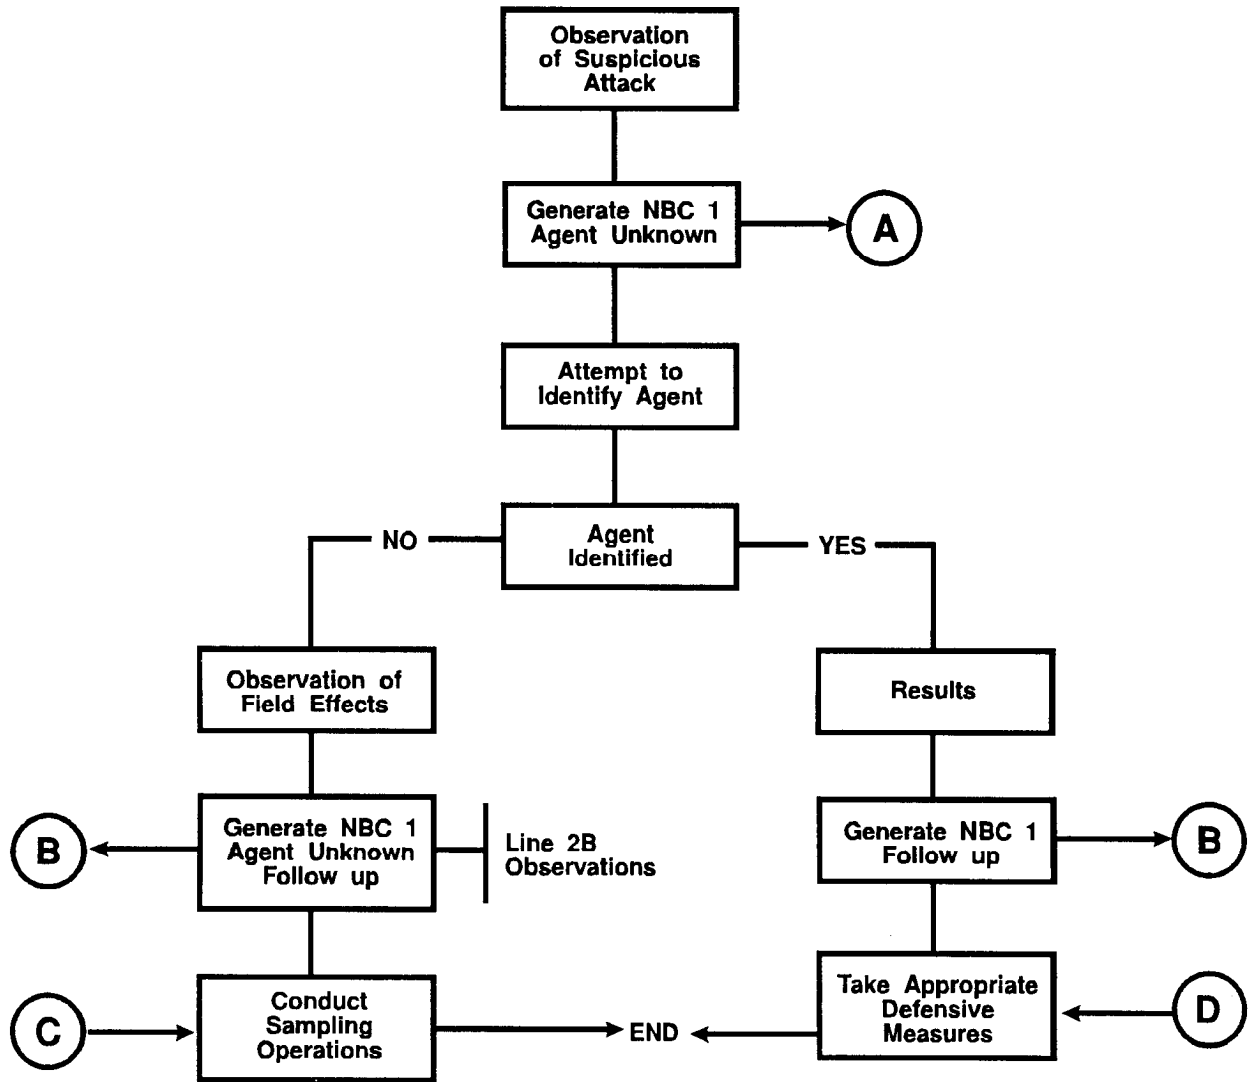 Observation
of Suspicious
Attack
Generate NBC 1
Agent Unknown
A
Attempt to
Identify Agent
Agent
Identified
NO
YES
Observation of
Field Effects
Results
B
Generate NBC 1
Agent Unknown
Follow up
Line 2B
Observations
Generate NBC 1
Follow up
B
C
Conduct
Sampling
Operations
END
Take Appropriate
Defensive
Measures
D